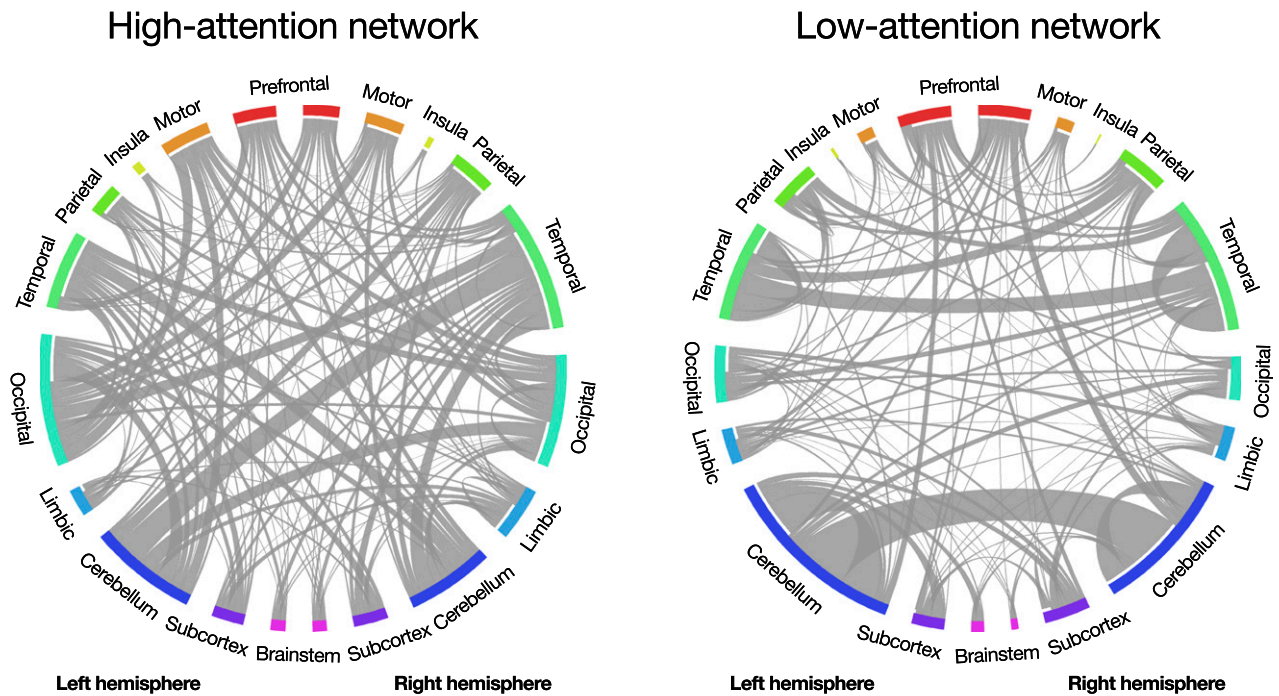 High-attention network
Low-attention network
Prefrontal
Motor
Motor
Insula
Insula
Parietal
Parietal
Temporal
Temporal
Occipital
Occipital
Limbic
Limbic
Cerebellum
Cerebellum
Subcortex
Brainstem
Subcortex
Left hemisphere
Right hemisphere
Prefrontal
Motor
Motor
Insula
Insula
Parietal
Parietal
Temporal
Temporal
Occipital
Occipital
Limbic
Limbic
Cerebellum
Cerebellum
Subcortex
Brainstem
Subcortex
Left hemisphere
Right hemisphere